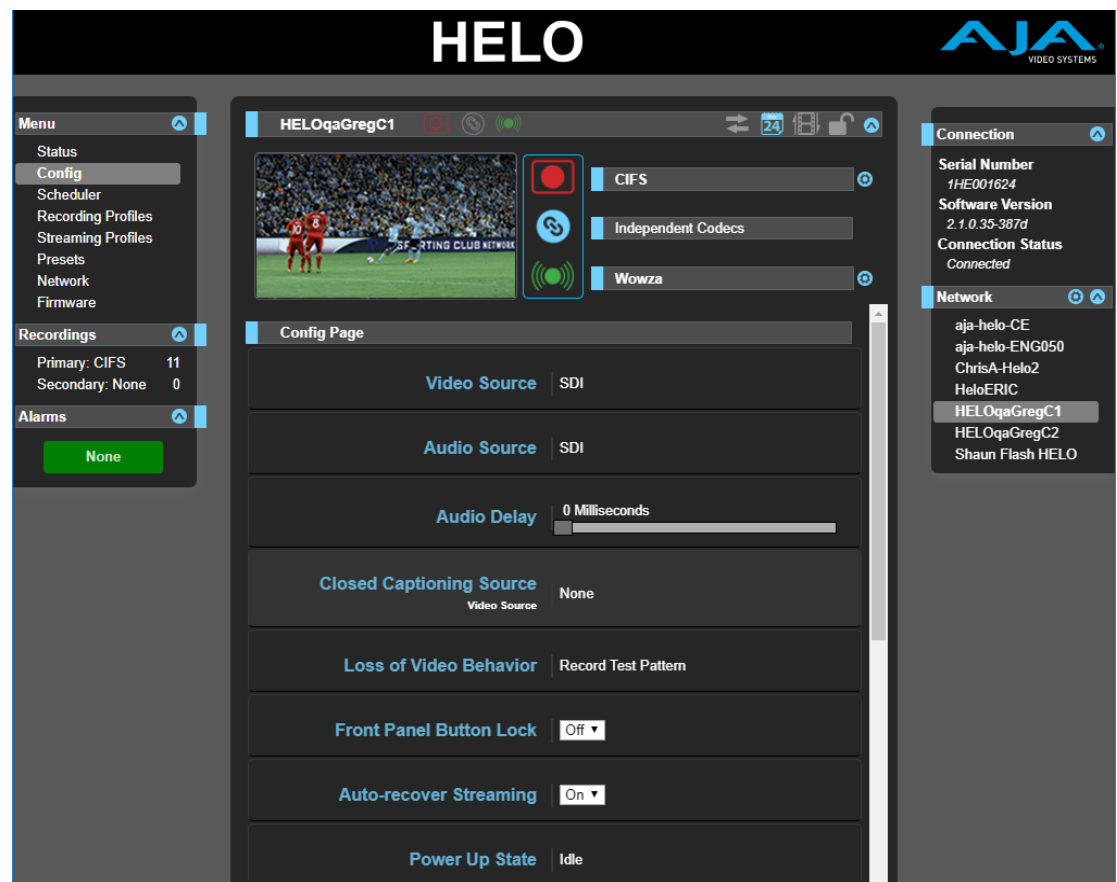 HELO
AJA
VIDEO SYSTEMS
Menu
Status
Config
Scheduler
Recording Profiles
Streaming Profiles
Presets
Network
Firmware
Recordings
Primary: CIFS 11
Secondary: None 0
Alarms
None
HELOqaGregC1
24
10
8
SPORTING CLUB NETWORK
CIFS
Independent Codecs
Wowza
Config Page
Video Source SDI
Audio Source SDI
Audio Delay 0 Milliseconds
Closed Captioning Source None
Video Source
Loss of Video Behavior Record Test Pattern
Front Panel Button Lock Off
Auto-recover Streaming On
Power Up State Idle
Connection
Serial Number
1HE001624
Software Version
2.1.0.35-387d
Connection Status
Connected
Network
aja-helo-CE
aja-helo-ENG050
ChrisA-Helo2
HeloERIC
HELOqaGregC1
HELOqaGregC2
Shaun Flash HELO